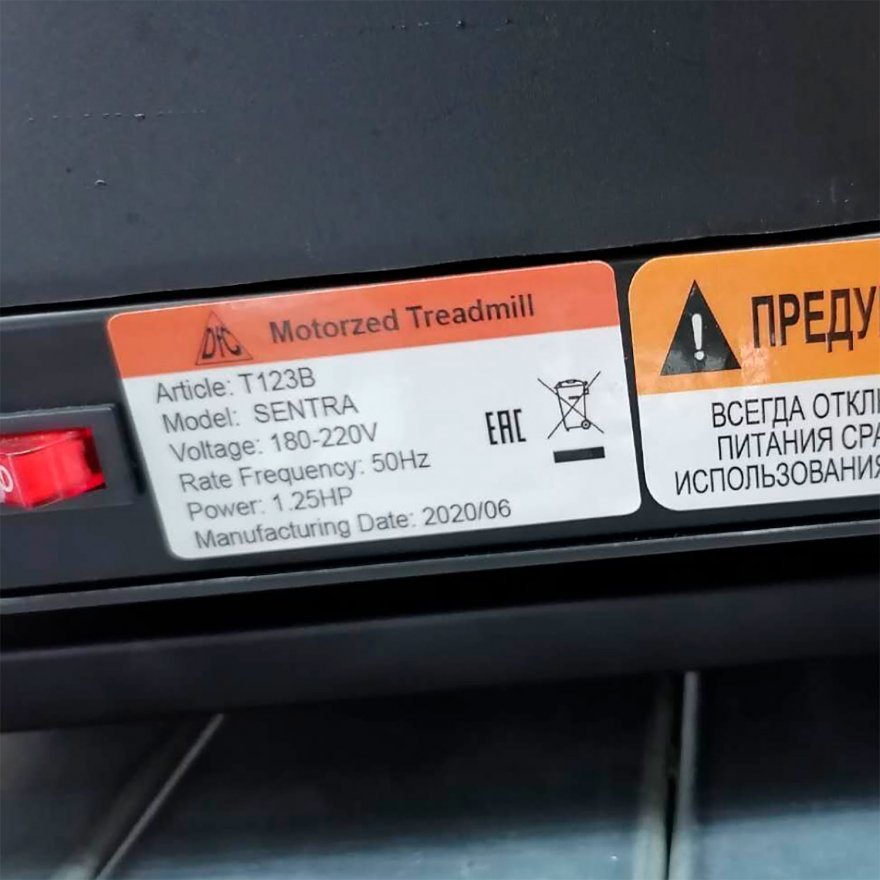 DFC Motorzed Treadmill
Article: T123B
Model: SENTRA
Voltage: 180-220V
Rate Frequency: 50Hz
Power: 1.25HP
Manufacturing Date: 2020/06
EAC
ПРЕДУ
ВСЕГДА ОТКЛ
ПИТАНИЯ СРА
ИСПОЛЬЗОВАНИЯ